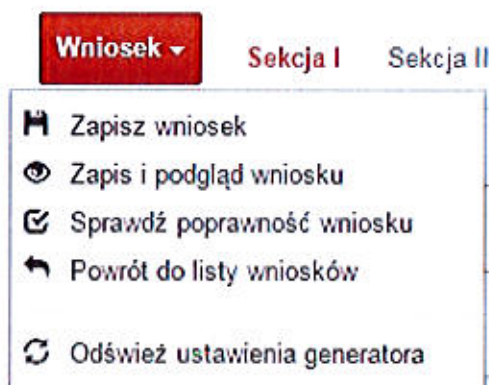 Wniosek Sekcja I Sekcja II
Zapisz wniosek
Zapis i podgląd wniosku
Sprawdź poprawność wniosku
Powrót do listy wniosków
Odśwież ustawienia generatora